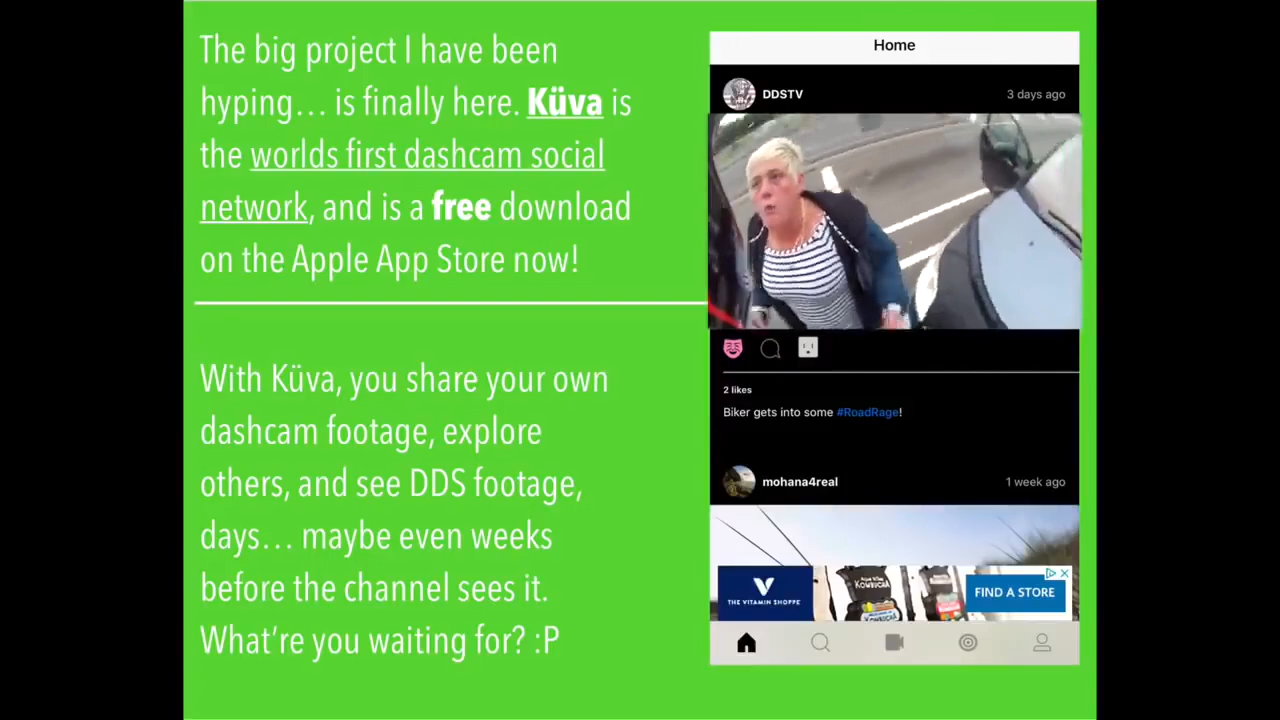 The big project I have been
hyping... is finally here. Küva is
the worlds first dashcam social
network, and is a free download
on the Apple App Store now!
With Küva, you share your own
dashcam footage, explore
others, and see DDS footage,
days... maybe even weeks
before the channel sees it.
What're you waiting for? :P
Home
DDSTV
3 days ago
2 likes
Biker gets into some #RoadRage!
mohana4real
1 week ago
V
THE VITAMIN SHOPPE
KOMBUCHA
KOMBUCHA
FIND A STORE